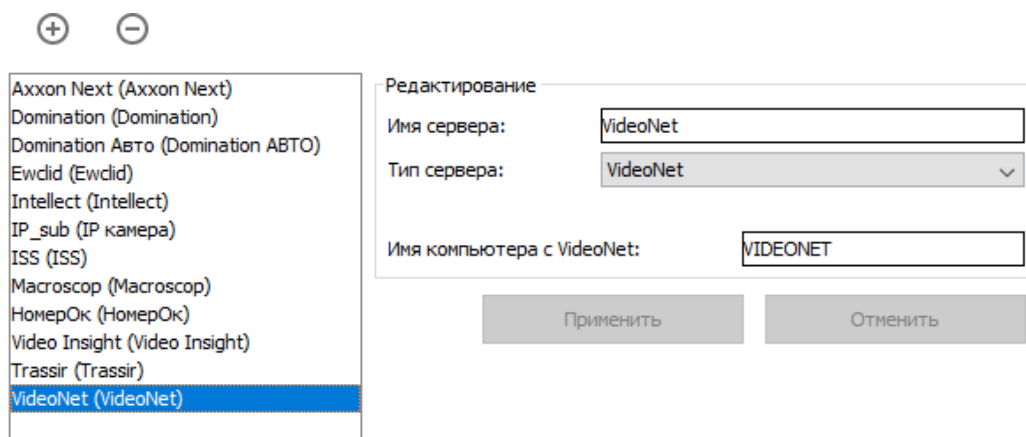 Axxon Next (Axxon Next)
Domination (Domination)
Domination Авто (Domination АВТО)
Ewclid (Ewclid)
Intellect (Intellect)
IP_sub (IP камера)
ISS (ISS)
Macroscop (Macroscop)
НомерОк (НомерОк)
Video Insight (Video Insight)
Trassir (Trassir)
VideoNet (VideoNet)
Редактирование
Имя сервера: VideoNet
Тип сервера: VideoNet
Имя компьютера с VideoNet: VIDEONET
Применить Отменить